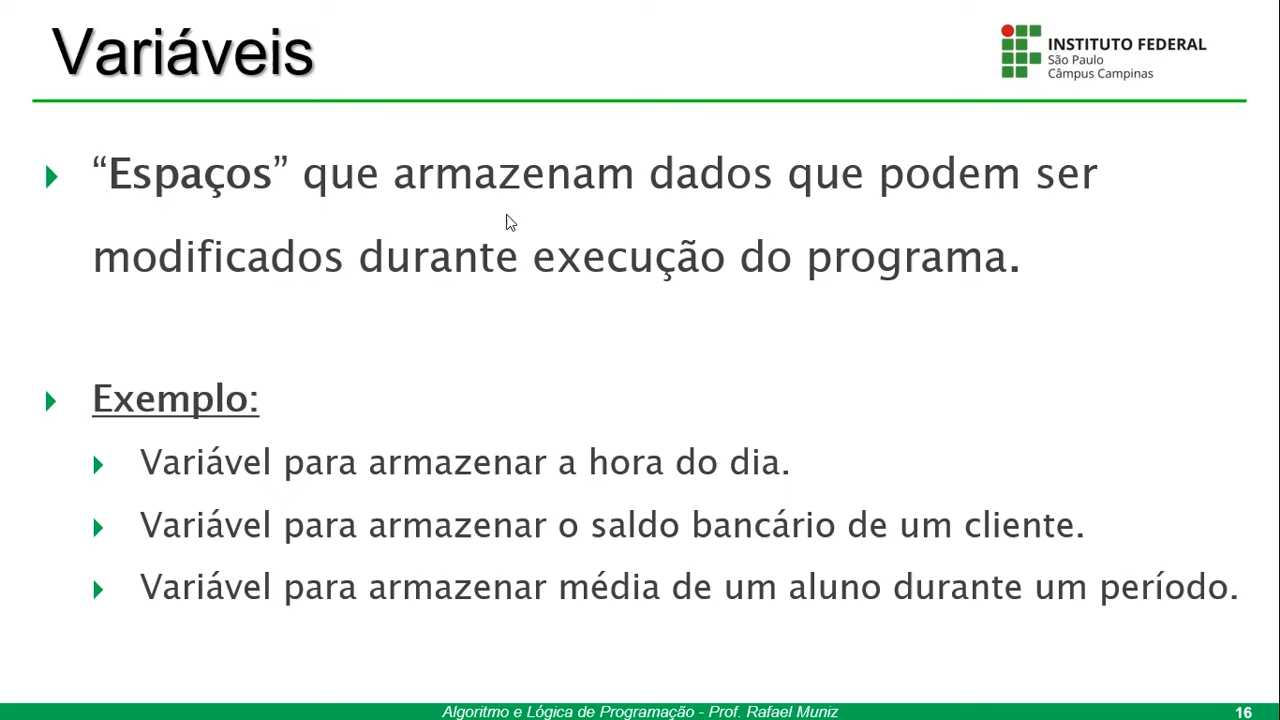 Variáveis
INSTITUTO FEDERAL
São Paulo
Câmpus Campinas
“Espaços” que armazenam dados que podem ser
modificados durante execução do programa.
Exemplo:
Variável para armazenar a hora do dia.
Variável para armazenar o saldo bancário de um cliente.
Variável para armazenar média de um aluno durante um período.
Algoritmo e Lógica de Programação - Prof. Rafael Muniz
16